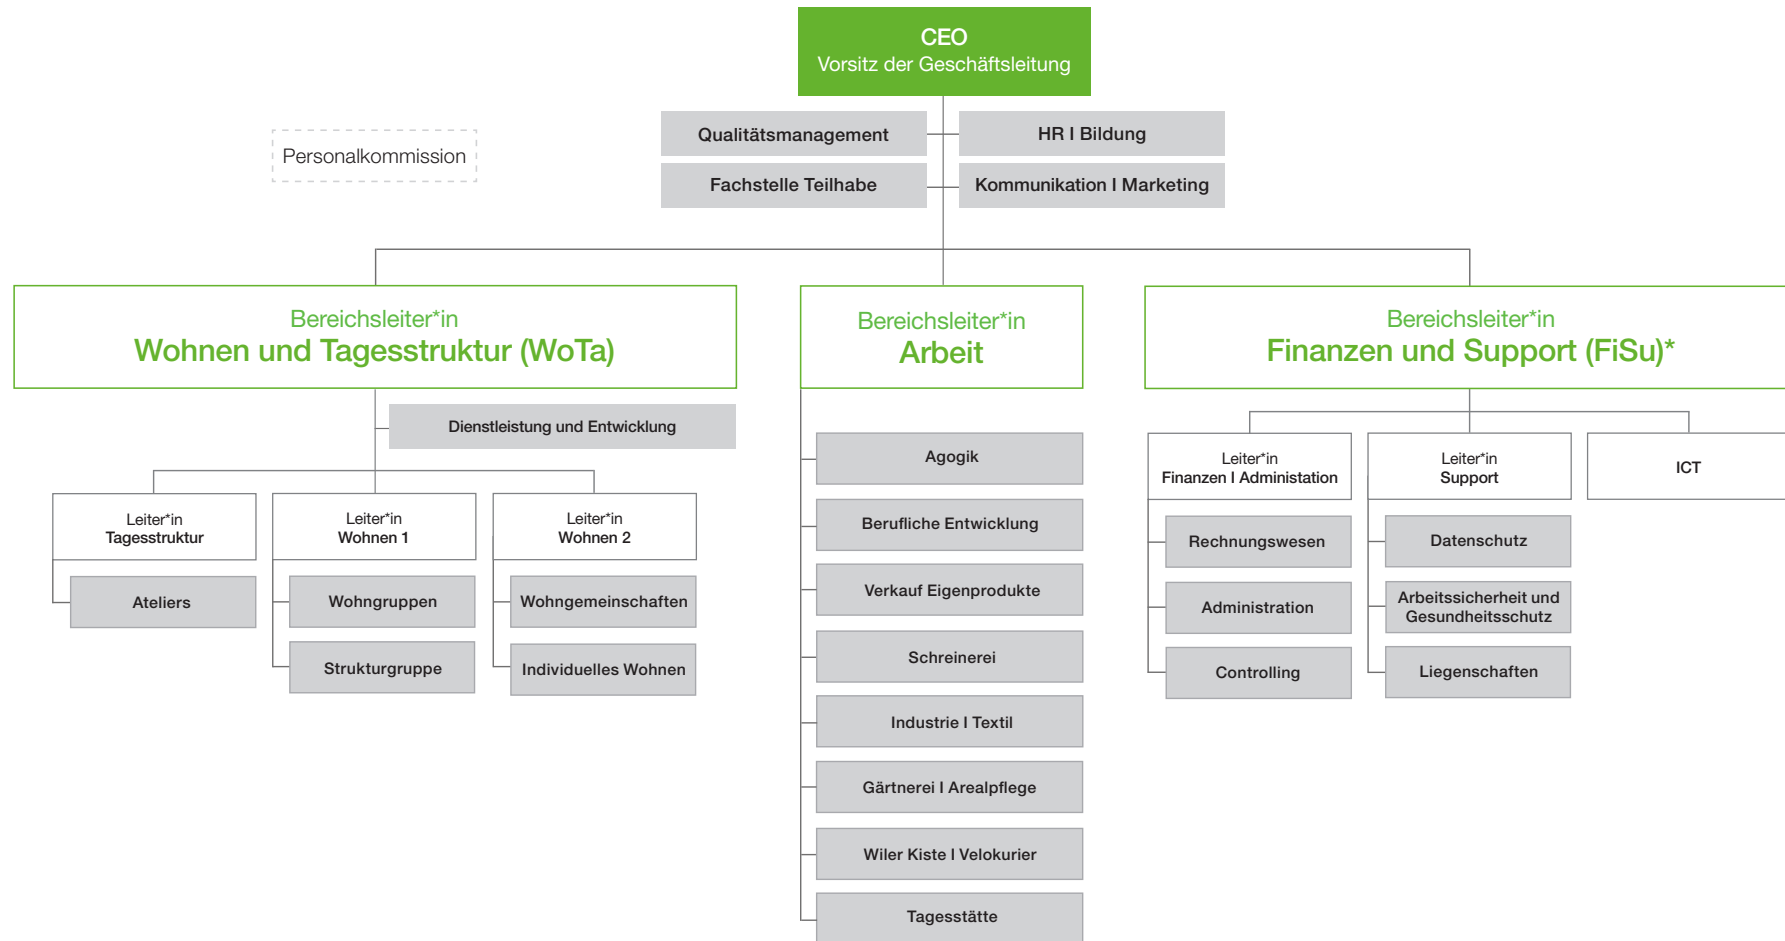 CEO
Vorsitz der Geschäftsleitung
Personalkommission
Qualitätsmanagement
HR I Bildung
Fachstelle Teilhabe
Kommunikation I Marketing
Bereichsleiter*in
Wohnen und Tagesstruktur (WoTa)
Bereichsleiter*in
Arbeit
Bereichsleiter*in
Finanzen und Support (FiSu)*
Dienstleistung und Entwicklung
Leiter*in
Tagesstruktur
Leiter*in
Wohnen 1
Leiter*in
Wohnen 2
Ateliers
Wohngruppen
Wohngemeinschaften
Strukturgruppe
Individuelles Wohnen
Agogik
Berufliche Entwicklung
Verkauf Eigenprodukte
Schreinerei
Industrie I Textil
Gärtnerei I Arealpflege
Wiler Kiste I Velokurier
Tagesstätte
Leiter*in
Finanzen I Administation
Leiter*in
Support
ICT
Rechnungswesen
Datenschutz
Administration
Arbeitssicherheit und
Gesundheitsschutz
Controlling
Liegenschaften